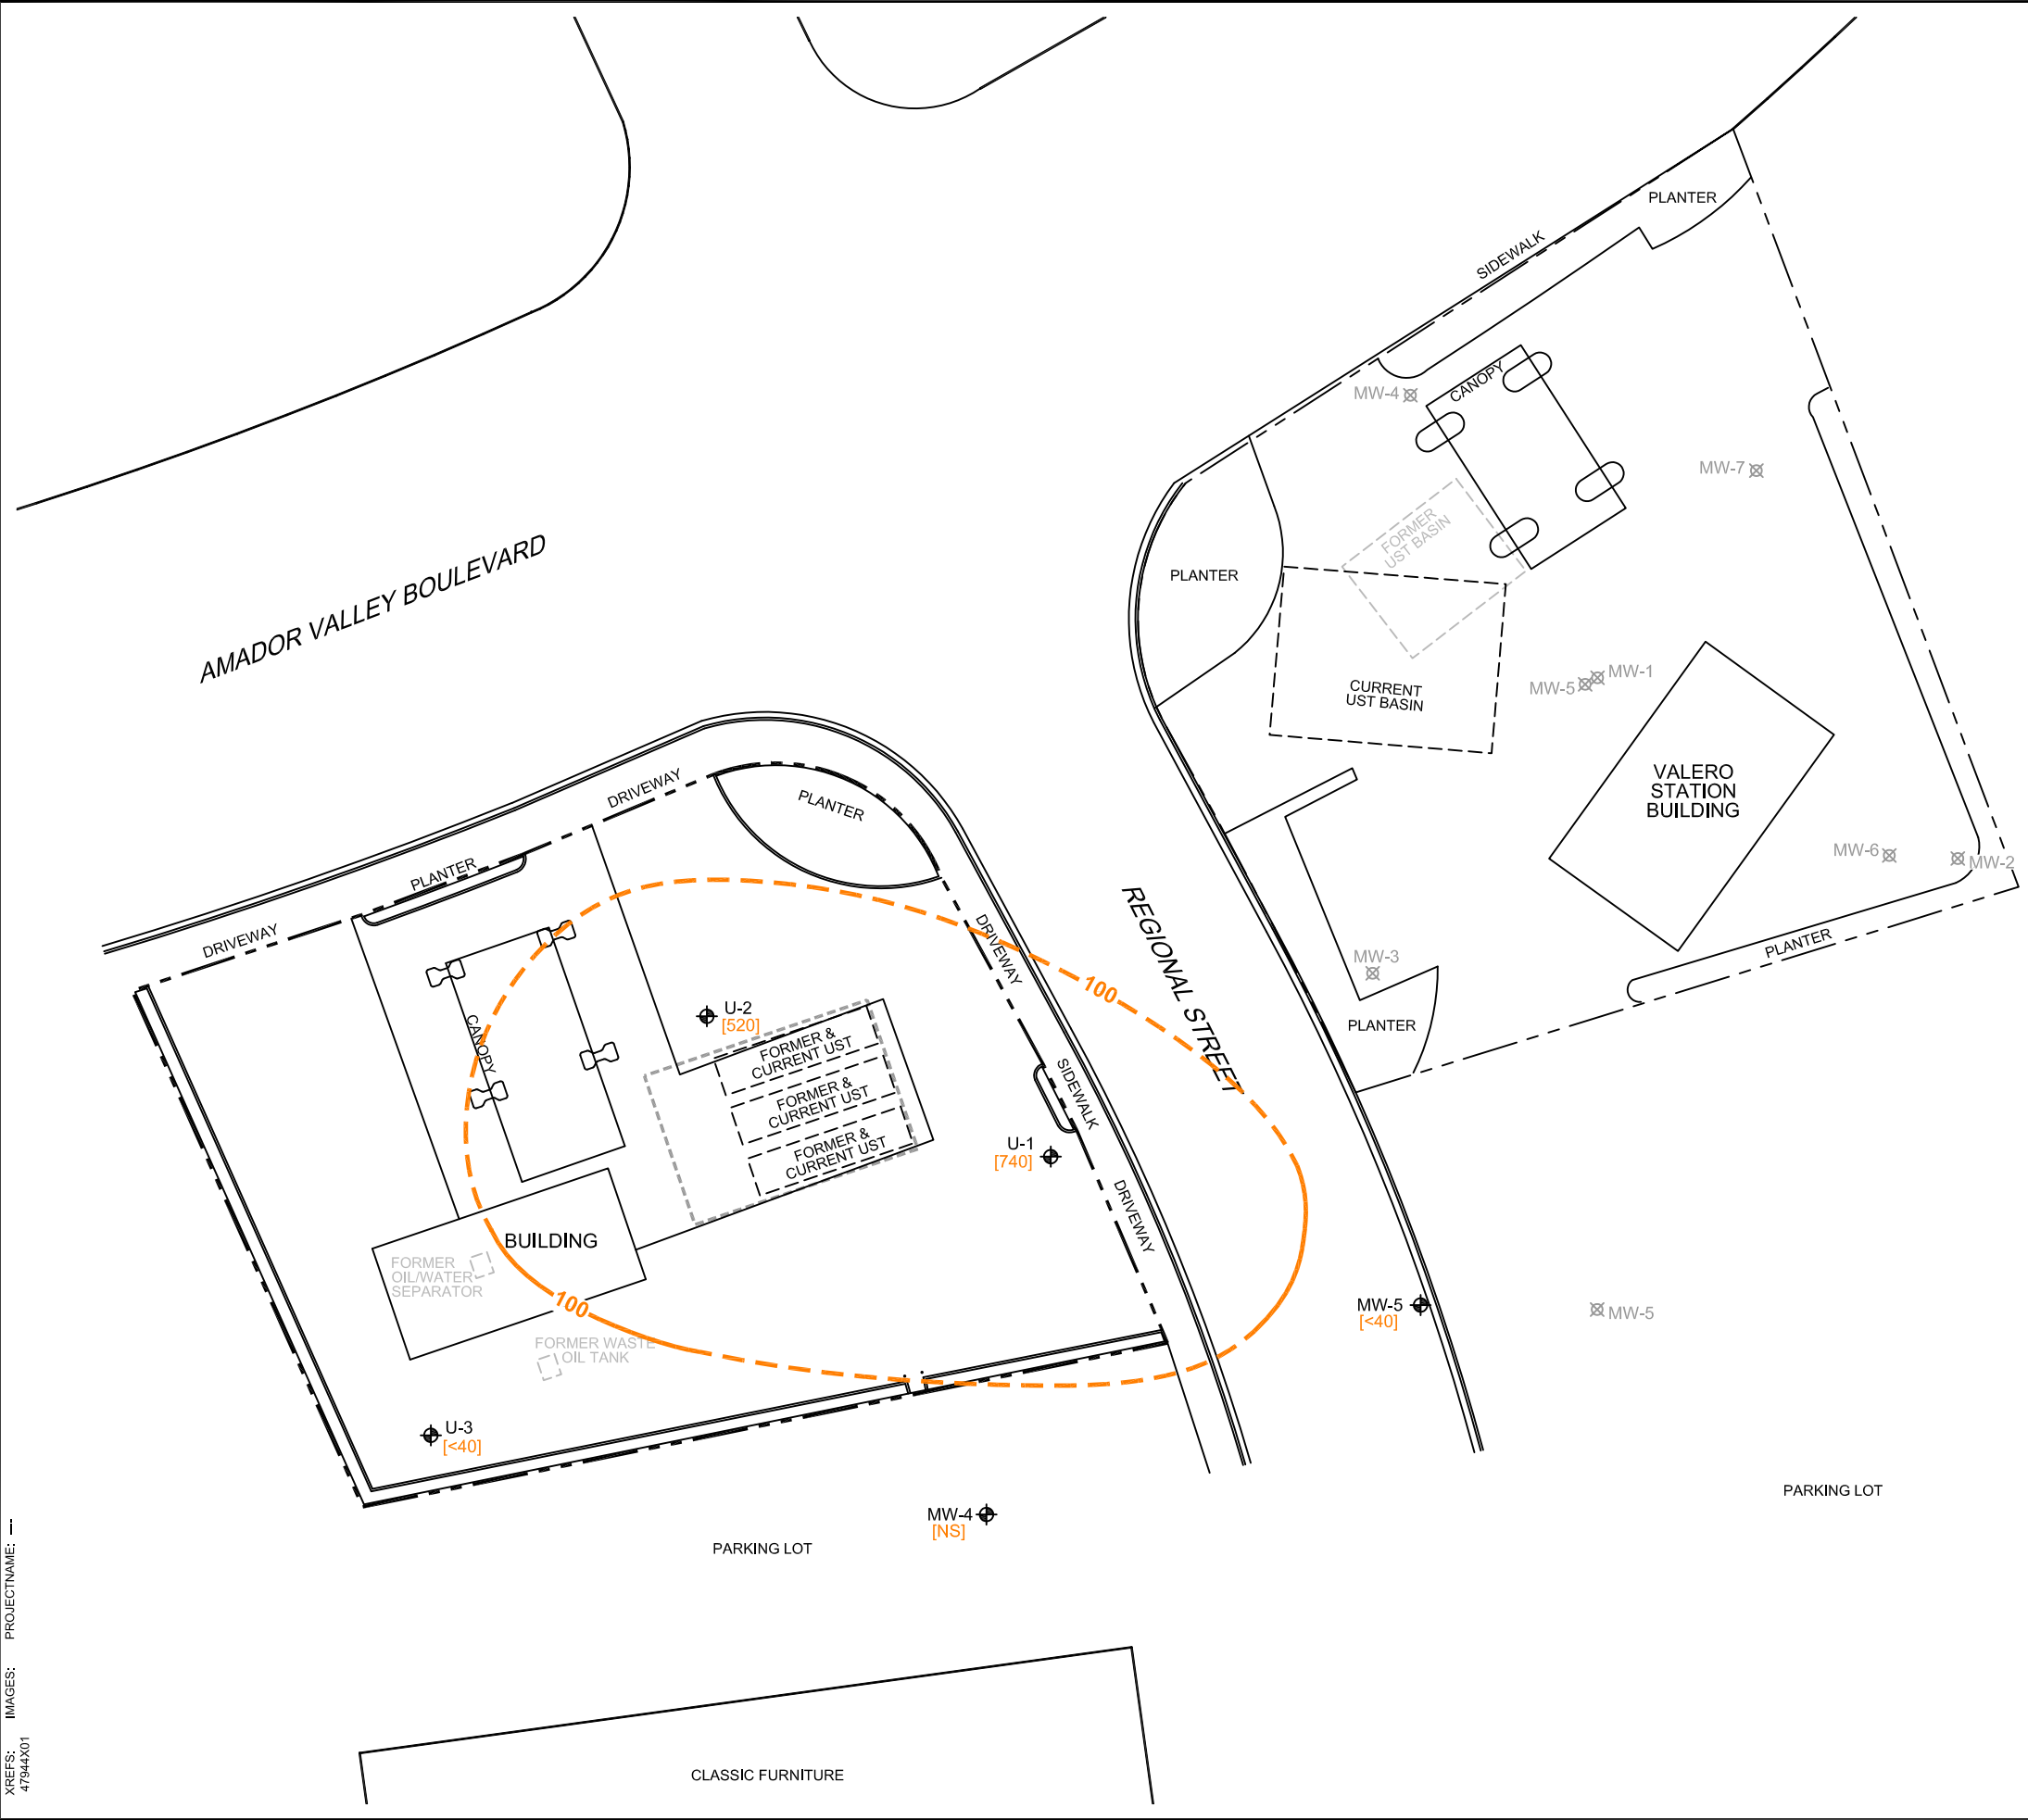 PLANTER
SIDEWALK
CANOPY
MW-4
MW-7
FORMER
UST BASIN
AMADOR VALLEY BOULEVARD
PLANTER
MW-1
MW-5
CURRENT
UST BASIN
VALERO
STATION
BUILDING
DRIVEWAY
PLANTER
PLANTER
MW-6
MW-2
DRIVEWAY
REGIONAL STREET
DRIVEWAY
PLANTER
MW-3
100
PLANTER
U-2
[520]
CANOPY
FORMER &
CURRENT UST
FORMER &
CURRENT UST
FORMER &
CURRENT UST
SIDEWALK
U-1
[740]
DRIVEWAY
BUILDING
FORMER
OIL/WATER
SEPARATOR
100
FORMER WASTE
OIL TANK
MW-5
[<40]
MW-5
U-3
[<40]
MW-4
[NS]
PARKING LOT
PARKING LOT
CLASSIC FURNITURE
XREFS: IMAGES: PROJECTNAME: ---
47944X01